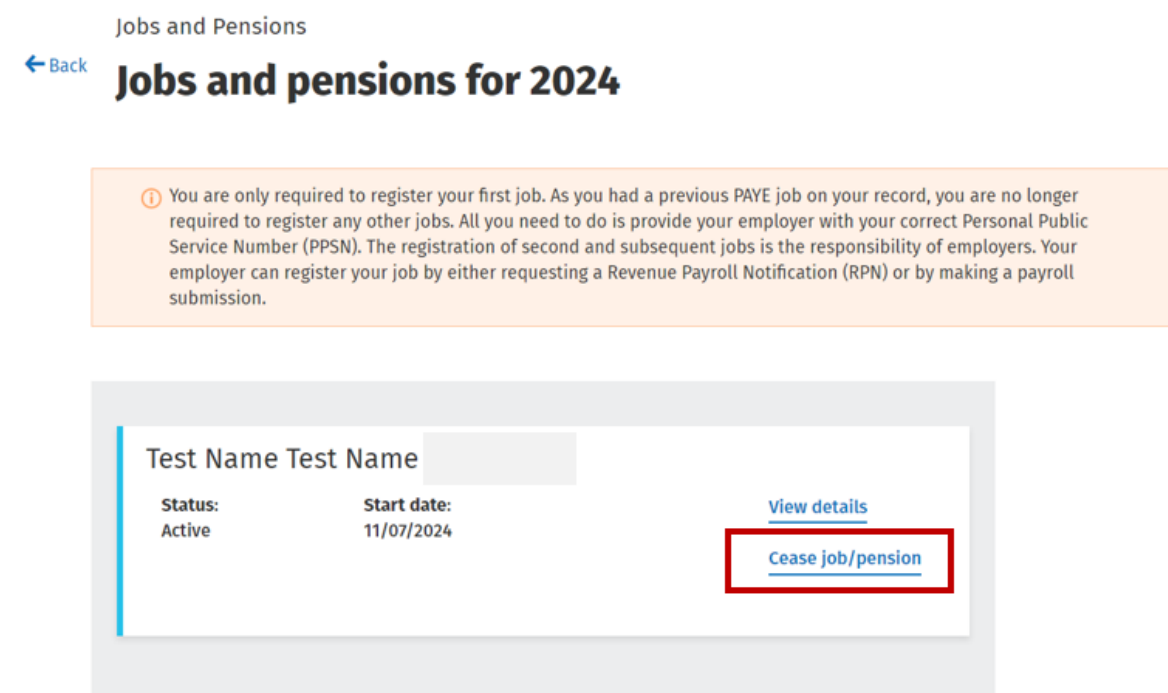 Jobs and Pensions
Back
Jobs and pensions for 2024
You are only required to register your first job. As you had a previous PAYE job on your record, you are no longer
required to register any other jobs. All you need to do is provide your employer with your correct Personal Public
Service Number (PPSN). The registration of second and subsequent jobs is the responsibility of employers. Your
employer can register your job by either requesting a Revenue Payroll Notification (RPN) or by making a payroll
submission.
Test Name Test Name
Status: Start date: View details
Active 11/07/2024
Cease job/pension